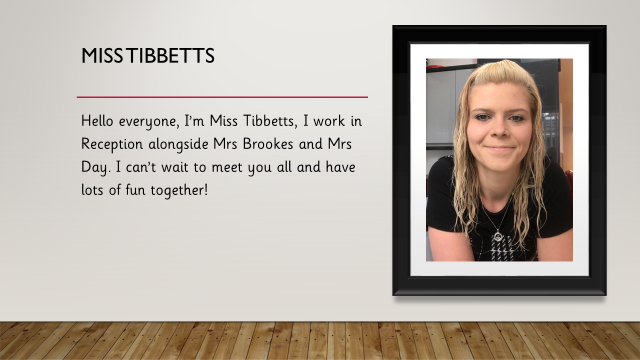 MISS TIBBETTS
Hello everyone, I'm Miss Tibbetts, I work in
Reception alongside Mrs Brookes and Mrs
Day. I can't wait to meet you all and have
lots of fun together!